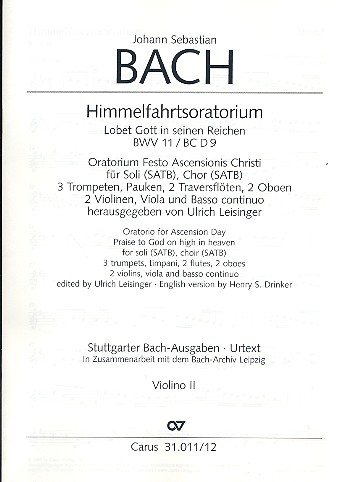 Johann Sebastian
BACH
Himmelfahrtsoratorium
Lobet Gott in seinen Reichen
BWV 11 / BC D 9
Oratorium Festo Ascensionis Christi
für Soli (SATB), Chor (SATB)
3 Trompeten, Pauken, 2 Traversflöten, 2 Oboen
2 Violinen, Viola und Basso continuo
herausgegeben von Ulrich Leisinger
Oratorio for Ascension Day
Praise to God on high in heaven
for soli (SATB), choir (SATB)
3 trumpets, timpani, 2 flutes, 2 oboes
2 violins, viola and basso continuo
edited by Ulrich Leisinger · English version by Henry S. Drinker
Stuttgarter Bach-Ausgaben · Urtext
In Zusammenarbeit mit dem Bach-Archiv Leipzig
Violino II
Carus 31.011/12